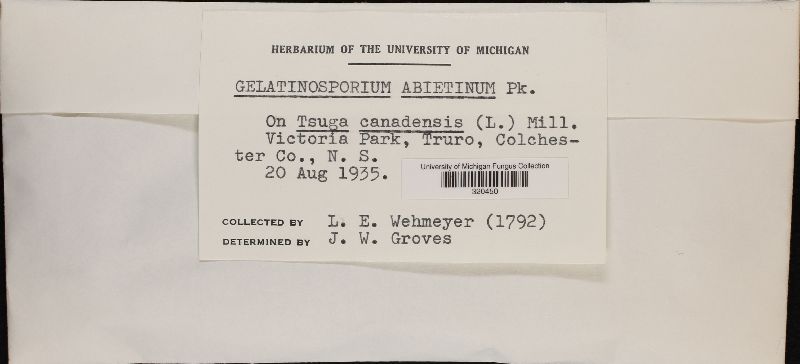 HERBARIUM OF THE UNIVERSITY OF MICHIGAN
GELATINOSPORIUM ABIETINUM Pk.
On Tsuga canadensis (L.) Mill.
Victoria Park, Truro, Colches-
ter Co., N. S.
20 Aug 1935.
University of Michigan Fungus Collection
320450
COLLECTED BY L. E. Wehmeyer (1792)
DETERMINED BY J. W. Groves